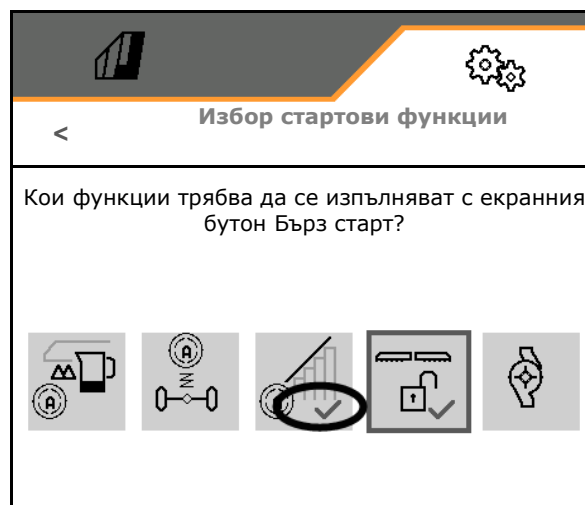 Избор стартови функции
<
Кои функции трябва да се изпълняват с екранния
бутон Бърз старт?
A
A